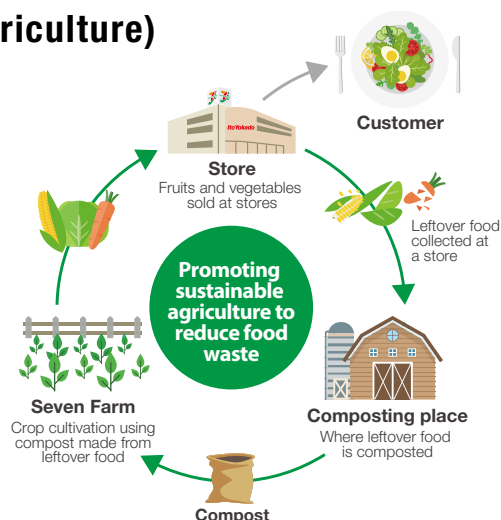 riculture)
Customer
ItoYokado
Store
Fruits and vegetables
sold at stores
Leftover food
collected at
a store
Promoting
sustainable
agriculture to
reduce food
waste
Seven Farm
Crop cultivation using
compost made from
leftover food
Composting place
Where leftover food
is composted
Compost